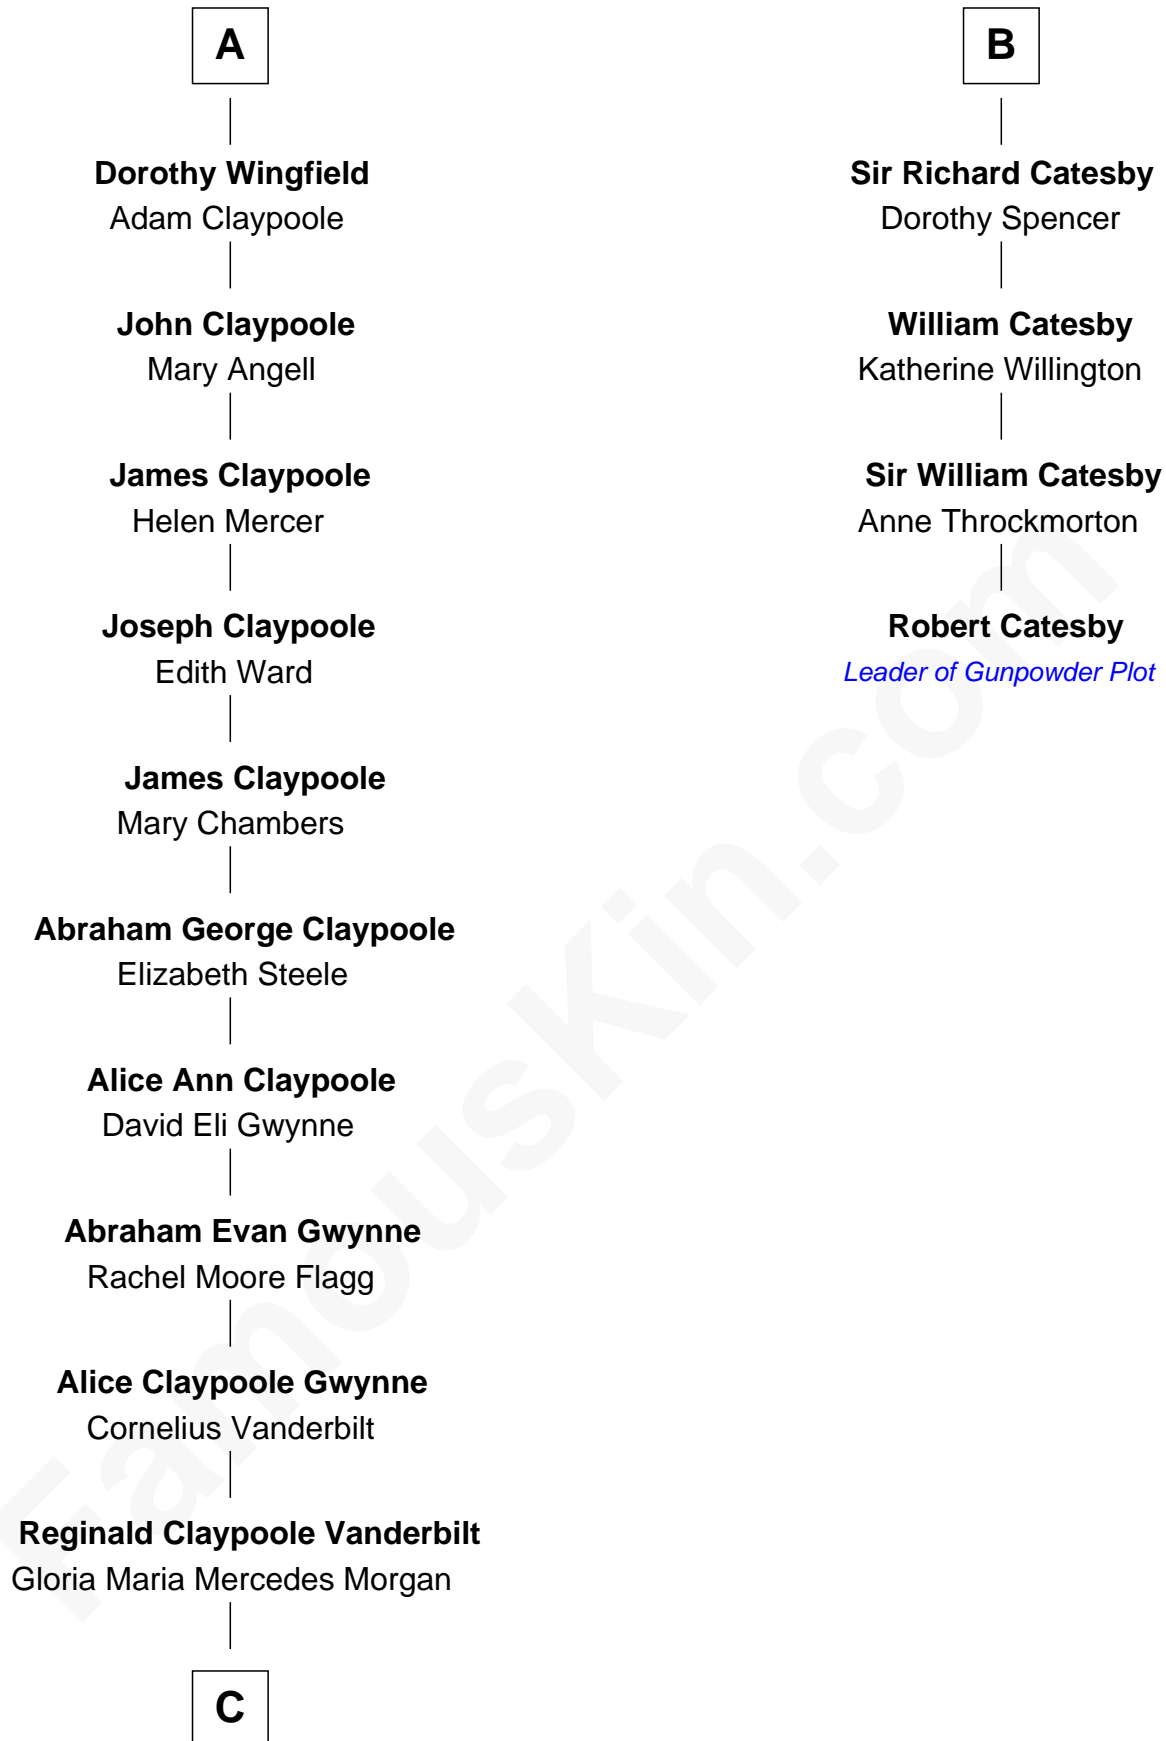 A
Dorothy Wingfield
Adam Claypoole
John Claypoole
Mary Angell
James Claypoole
Helen Mercer
Joseph Claypoole
Edith Ward
James Claypoole
Mary Chambers
Abraham George Claypoole
Elizabeth Steele
Alice Ann Claypoole
David Eli Gwynne
Abraham Evan Gwynne
Rachel Moore Flagg
Alice Claypoole Gwynne
Cornelius Vanderbilt
Reginald Claypoole Vanderbilt
Gloria Maria Mercedes Morgan
C
B
Sir Richard Catesby
Dorothy Spencer
William Catesby
Katherine Willington
Sir William Catesby
Anne Throckmorton
Robert Catesby
Leader of Gunpowder Plot
FamousKin.com